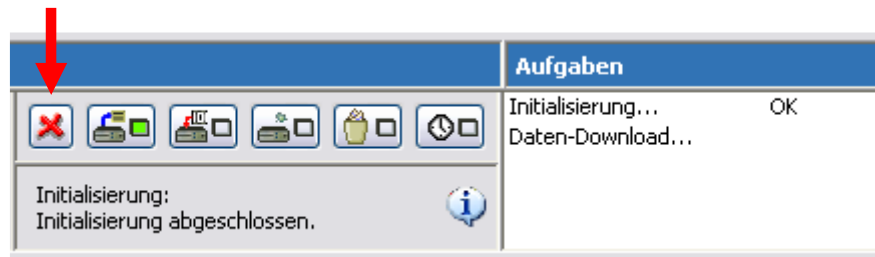 Aufgaben
Initialisierung... OK
Daten-Download...
Initialisierung:
Initialisierung abgeschlossen.